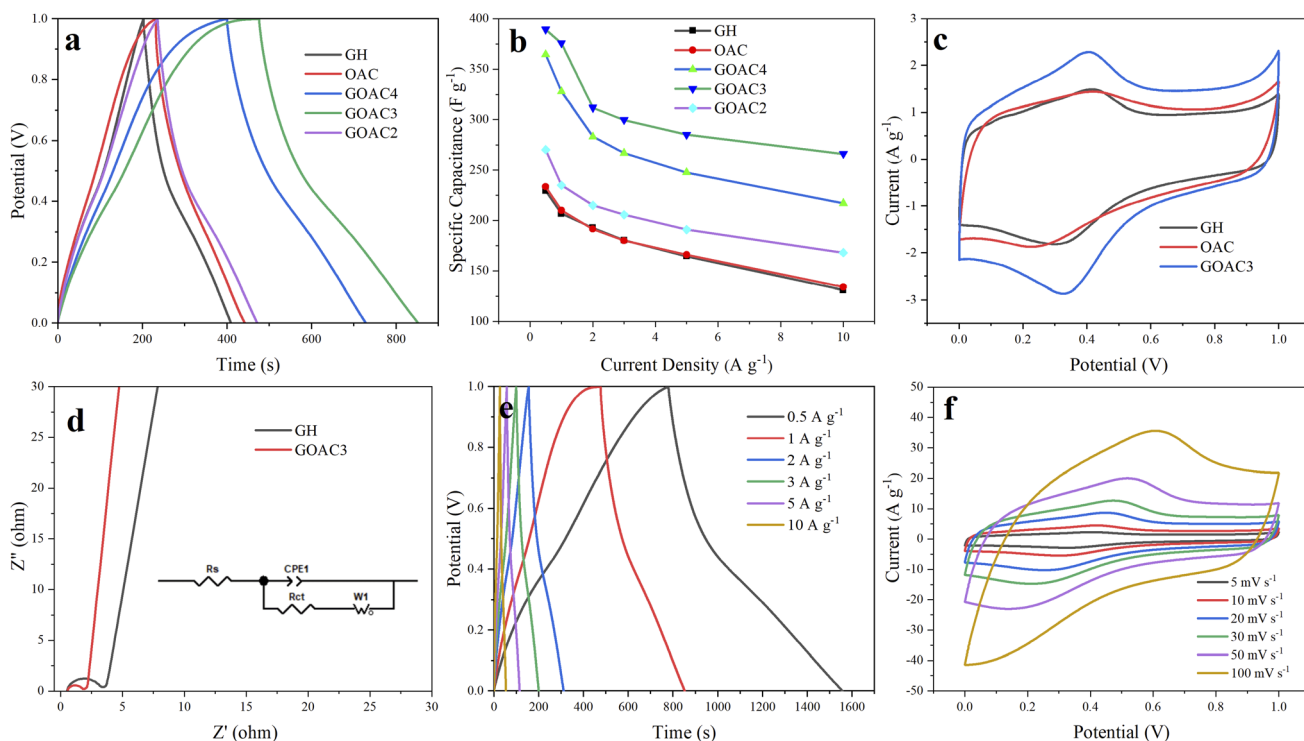 a
GH
OAC
GOAC4
GOAC3
GOAC2
Potential (V)
1.0
0.8
0.6
0.4
0.2
0.0
0 200 400 600 800
Time (s)
b
GH
OAC
GOAC4
GOAC3
GOAC2
Specific Capacitance (F g⁻¹)
400
350
300
250
200
150
100
0 2 4 6 8 10
Current Density (A g⁻¹)
c
GH
OAC
GOAC3
Current (A g⁻¹)
3
2
1
0
-1
-2
-3
0.0 0.2 0.4 0.6 0.8 1.0
Potential (V)
d
GH
GOAC3
Z'' (ohm)
30
25
20
15
10
5
0
Rs
CPE1
Rct
W1
0 5 10 15 20 25 30
Z' (ohm)
e
0.5 A g⁻¹
1 A g⁻¹
2 A g⁻¹
3 A g⁻¹
5 A g⁻¹
10 A g⁻¹
Potential (V)
1.0
0.8
0.6
0.4
0.2
0.0
0 200 400 600 800 1000 1200 1400 1600
Time (s)
f
5 mV s⁻¹
10 mV s⁻¹
20 mV s⁻¹
30 mV s⁻¹
50 mV s⁻¹
100 mV s⁻¹
Current (A g⁻¹)
50
40
30
20
10
0
-10
-20
-30
-40
-50
0.0 0.2 0.4 0.6 0.8 1.0
Potential (V)